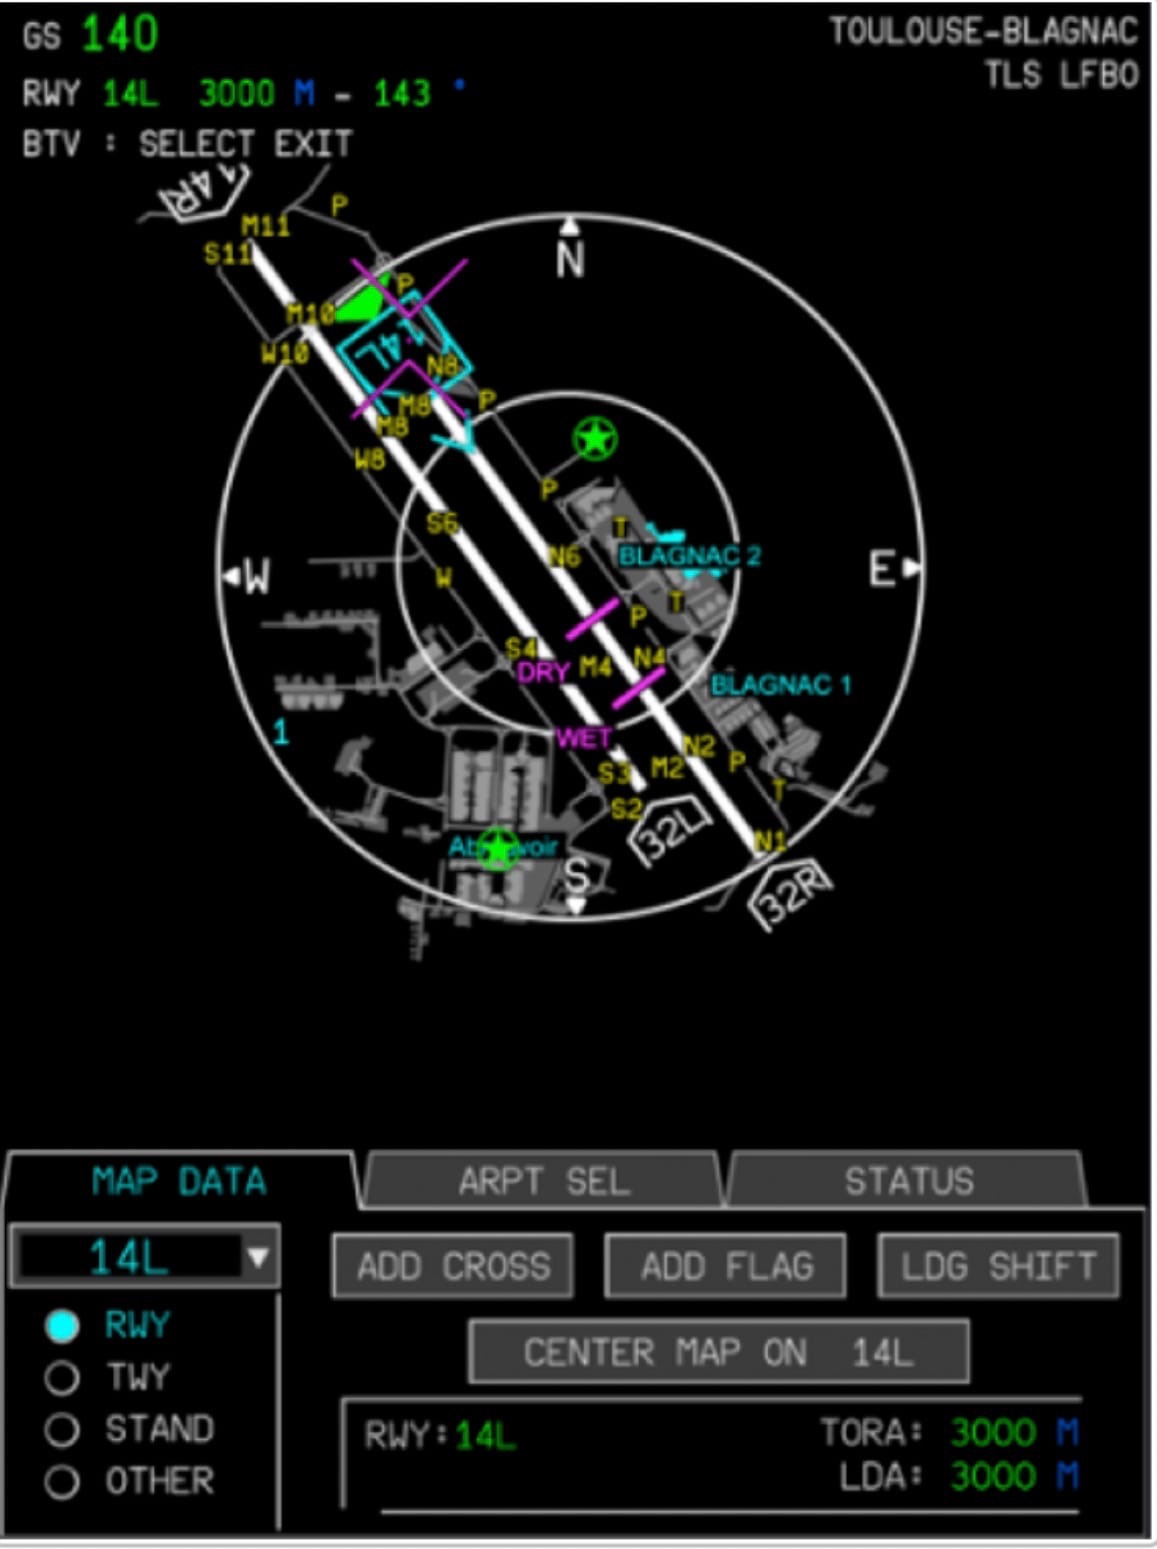 GS 140
TOULOUSE-BLAGNAC
TLS LFBO
RWY 14L 3000 M - 143 °
BTV : SELECT EXIT
14R
P
M11
S11
N
P
M10
14L
W10
N8
P
M8
M8
W8
P
S6
T
N6
BLAGNAC 2
W
E
W
T
P
S4
M4
N4
DRY
BLAGNAC 1
1
WET
N2
P
M2
S3
T
S2
32L
N1
S
32R
MAP DATA
ARPT SEL
STATUS
14L
ADD CROSS
ADD FLAG
LDG SHIFT
RWY
CENTER MAP ON 14L
TWY
STAND
RWY:14L
TORA: 3000 M
OTHER
LDA: 3000 M